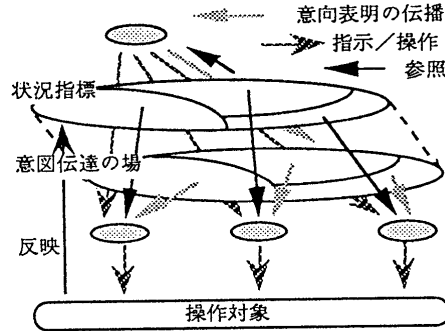 意向表明の伝播
指示／操作
参照
状況指標
意図伝達の場
反映
操作対象